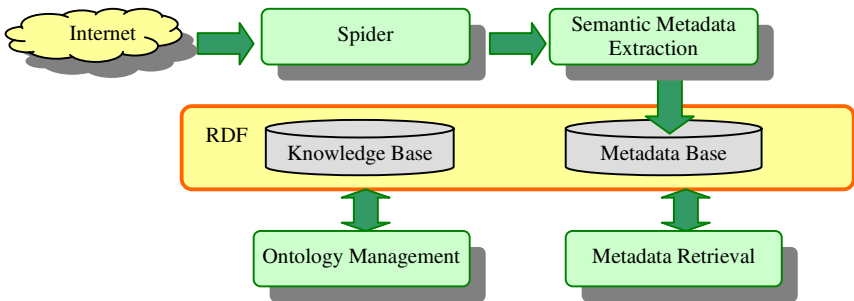 Internet
Spider
Semantic Metadata
Extraction
RDF
Knowledge Base
Metadata Base
Ontology Management
Metadata Retrieval